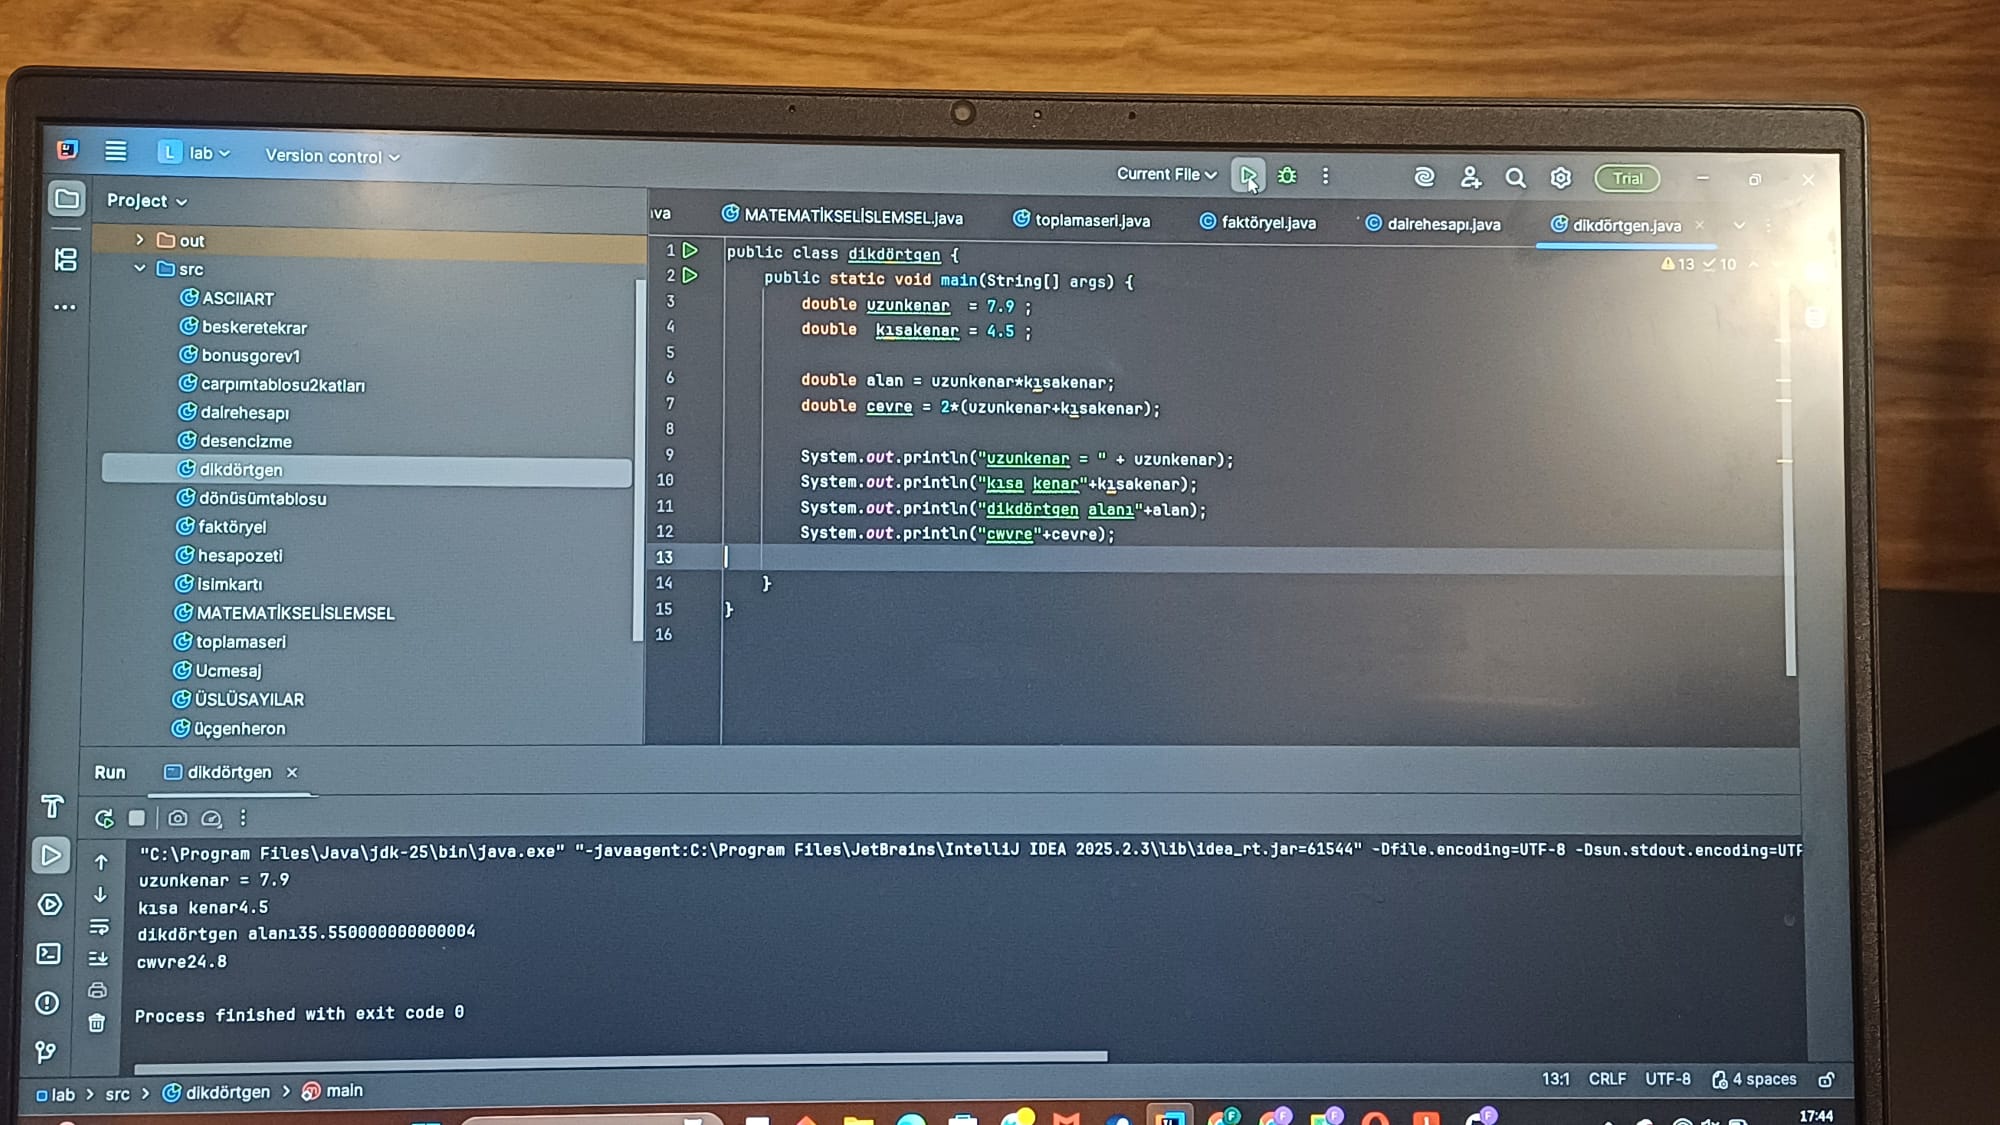 L lab Version control Current File Trial
Project
ıva MATEMATİKSELİSLEMSEL.java toplamaseri.java faktöryel.java dairehesapı.java dikdörtgen.java
out
src
ASCIIART
beskeretekrar
bonusgorev1
carpımtablosu2katları
dairehesapı
desencizme
dikdörtgen
dönüsümtablosu
faktöryel
hesapozeti
isimkartı
MATEMATİKSELİSLEMSEL
toplamaseri
Ucmesaj
ÜSLÜSAYILAR
üçgenheron
13 10
1 public class dikdörtgen {
2 public static void main(String[] args) {
3 double uzunkenar = 7.9 ;
4 double kısakenar = 4.5 ;
5
6 double alan = uzunkenar*kısakenar;
7 double cevre = 2*(uzunkenar+kısakenar);
8
9 System.out.println("uzunkenar = " + uzunkenar);
10 System.out.println("kısa kenar"+kısakenar);
11 System.out.println("dikdörtgen alanı"+alan);
12 System.out.println("cwvre"+cevre);
13
14 }
15 }
16
Run dikdörtgen
"C:\Program Files\Java\jdk-25\bin\java.exe" "-javaagent:C:\Program Files\JetBrains\IntelliJ IDEA 2025.2.3\lib\idea_rt.jar=61544" -Dfile.encoding=UTF-8 -Dsun.stdout.encoding=UTF
uzunkenar = 7.9
kısa kenar4.5
dikdörtgen alanı35.550000000000004
cwvre24.8
Process finished with exit code 0
lab > src > dikdörtgen > main 13:1 CRLF UTF-8 4 spaces
17:44